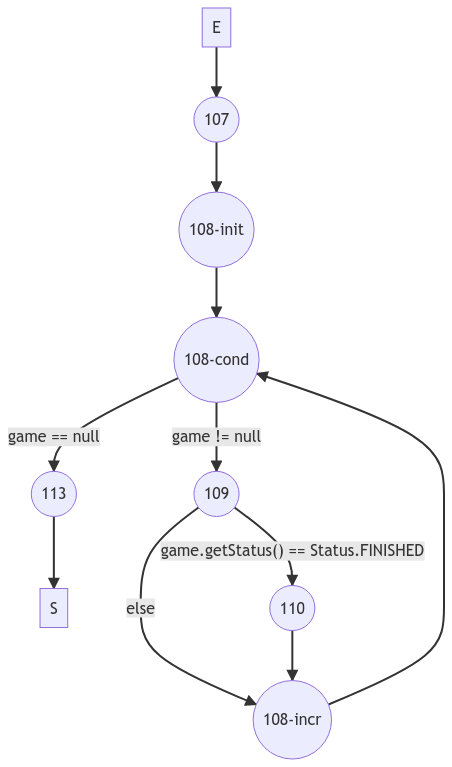 E
107
108-init
108-cond
game == null
game != null
113
109
game.getStatus() == Status.FINISHED
S
else
110
108-incr